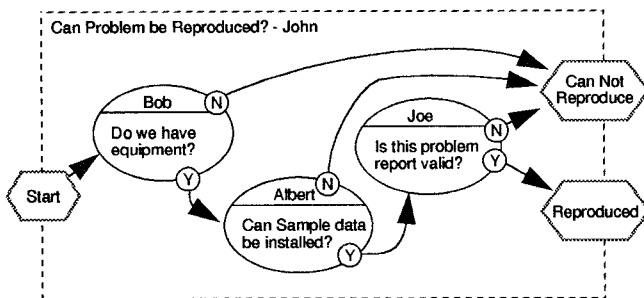 Can Problem be Reproduced? - John
Bob
N
Do we have
equipment?
Y
Start
Albert
N
Can Sample data
be installed?
Y
Joe
N
Is this problem
report valid?
Y
Can Not
Reproduce
Reproduced